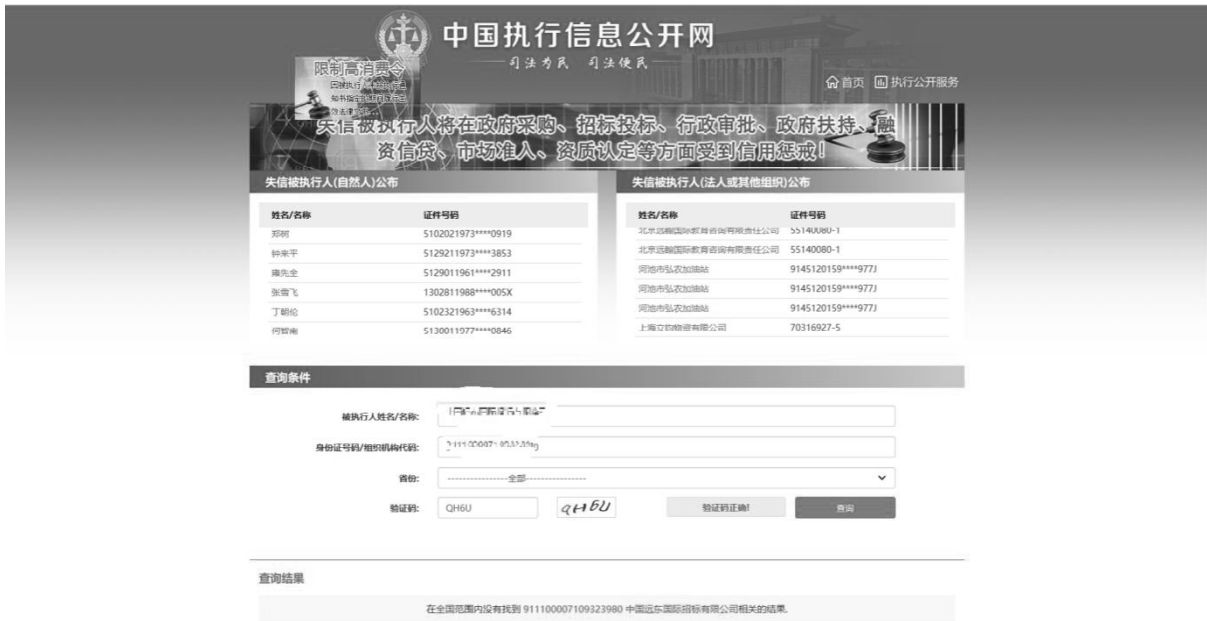 中国执行信息公开网
司法为民 司法便民
限制高消费令
首页 执行公开服务
失信被执行人将在政府采购、招标投标、行政审批、政府扶持、融
资信贷、市场准入、资质认定等方面受到信用惩戒！
失信被执行人(自然人)公布
姓名/名称 证件号码
郑树 5102021973****0919
钟来平 5129211973****3853
雍先全 5129011961****2911
张雪飞 1302811988****005X
丁朝伦 5102321963****6314
5130011977****0846
失信被执行人(法人或其他组织)公布
姓名/名称 证件号码
北京远翰国际教育咨询有限责任公司 55140080-1
北京远翰国际教育咨询有限责任公司 55140080-1
河池市弘农加油站 9145120159****977J
河池市弘农加油站 9145120159****977J
河池市弘农加油站 9145120159****977J
上海立钧物资有限公司 70316927-5
查询条件
被执行人姓名/名称:
身份证号码/组织机构代码:
省份: ----------------全部----------------
验证码: QH6U QH6U 验证码正确! 查询
查询结果
在全国范围内没有找到 911100007109323980 中国远东国际招标有限公司相关的结果.